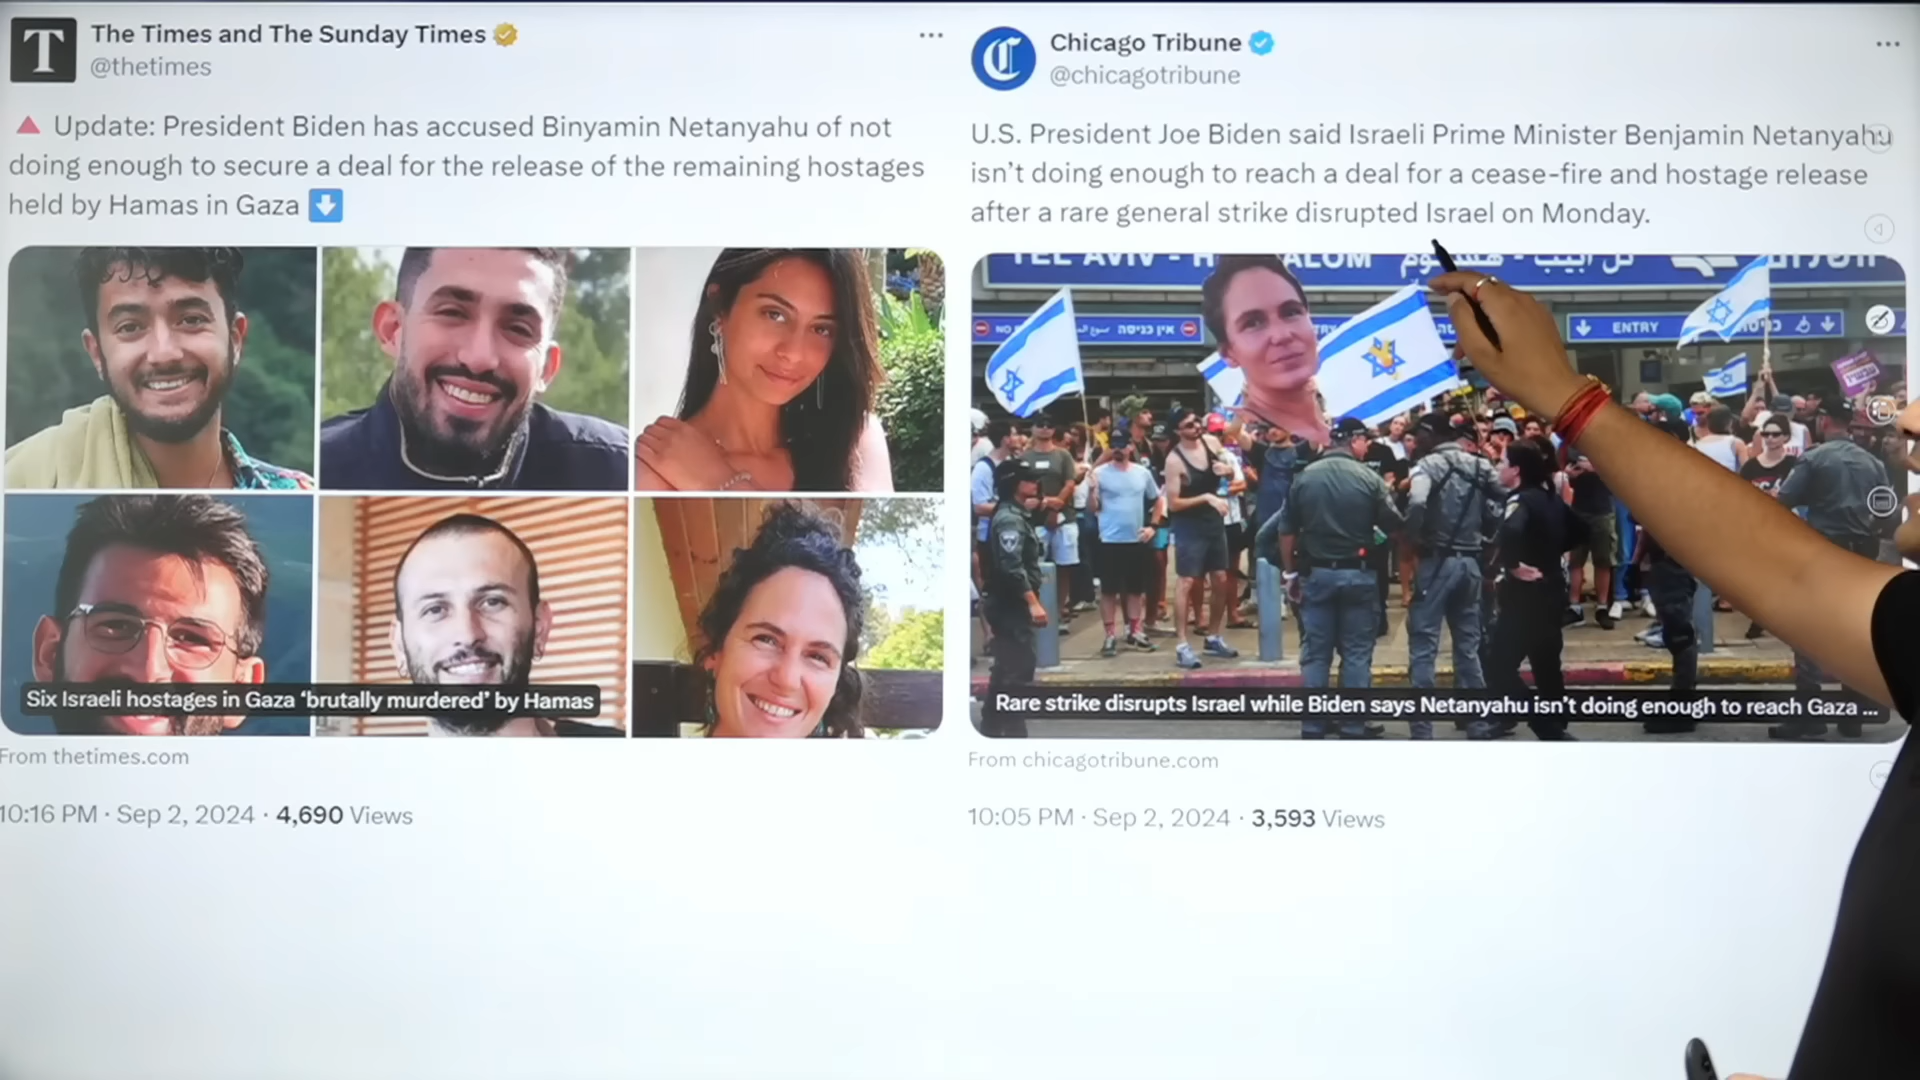 The Times and The Sunday Times
@thetimes
Update: President Biden has accused Binyamin Netanyahu of not
doing enough to secure a deal for the release of the remaining hostages
held by Hamas in Gaza
Six Israeli hostages in Gaza ‘brutally murdered’ by Hamas
From thetimes.com
10:16 PM · Sep 2, 2024 · 4,690 Views
Chicago Tribune
@chicagotribune
U.S. President Joe Biden said Israeli Prime Minister Benjamin Netanyahu
isn’t doing enough to reach a deal for a cease-fire and hostage release
after a rare general strike disrupted Israel on Monday.
TEL AVIV - H
אין כניסה
ENTRY
Rare strike disrupts Israel while Biden says Netanyahu isn’t doing enough to reach Gaza ...
From chicagotribune.com
10:05 PM · Sep 2, 2024 · 3,593 Views